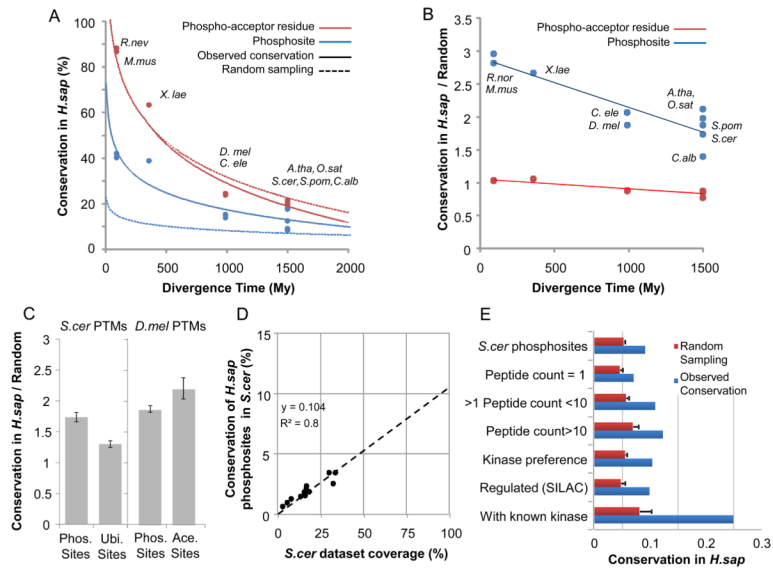 A
Conservation in H.sap (%)
100
80
60
40
20
0
R.nev
M.mus
X.lae
D. mel
C. ele
A.tha, O.sat
S.cer,S.pom,C.alb
Phospho-acceptor residue
Phosphosite
Observed conservation
Random sampling
0 500 1000 1500 2000
Divergence Time (My)
B
Conservation in H.sap / Random
3.5
3
2.5
2
1.5
1
0.5
0
Phospho-acceptor residue
Phosphosite
R.nor
M.mus
X.lae
C. ele
D. mel
A.tha,
O.sat
S.pom
S.cer
C.alb
0 500 1000 1500
Divergence Time (My)
C
S.cer PTMs D.mel PTMs
Conservation in H.sap / Random
3
2.5
2
1.5
1
0.5
0
Phos. Ubi. Phos. Ace.
Sites Sites Sites Sites
D
Conservation of H.sap
phosphosites in S.cer (%)
15
10
5
0
y = 0.104
R² = 0.8
0 25 50 75 100
S.cer dataset coverage (%)
E
S.cer phosphosites
Peptide count = 1
>1 Peptide count <10
Peptide count>10
Kinase preference
Regulated (SILAC)
With known kinase
Random
Sampling
Observed
Conservation
0 0.1 0.2 0.3
Conservation in H.sap